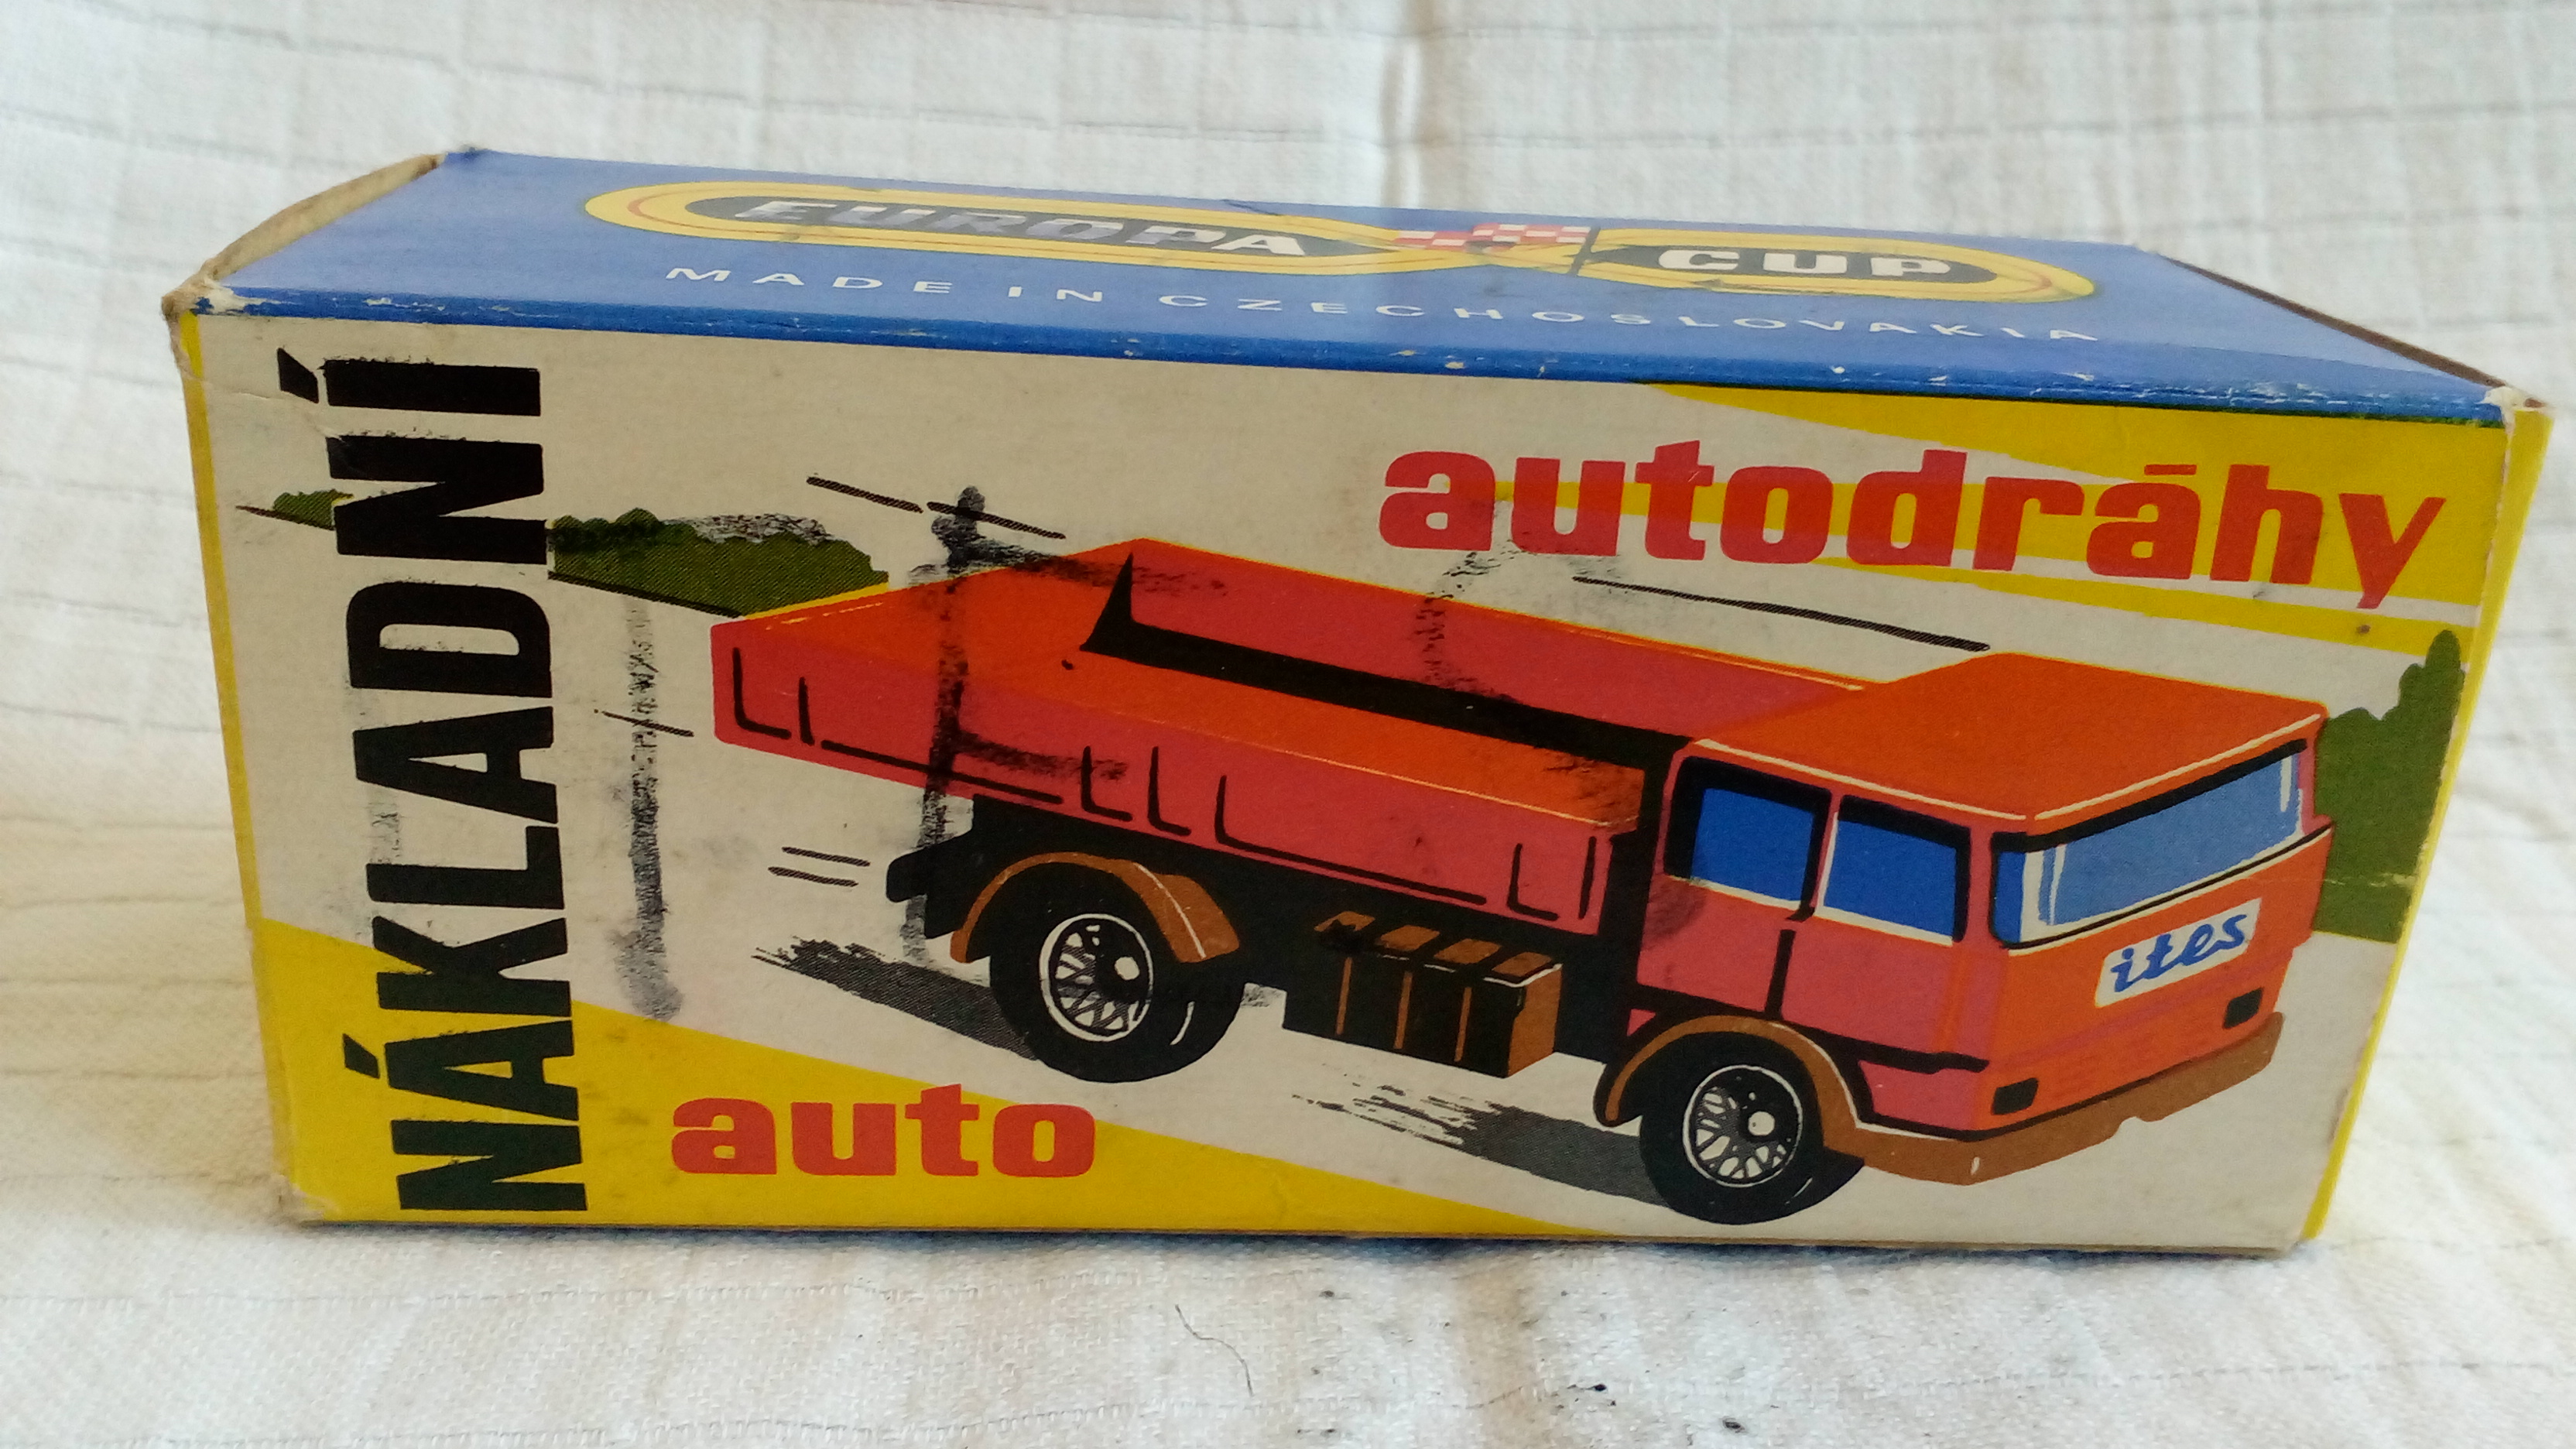 EUROPA CUP
MADE IN CZECHOSLOVAKIA
NÁKLADNÍ
autodráhy
ites
auto